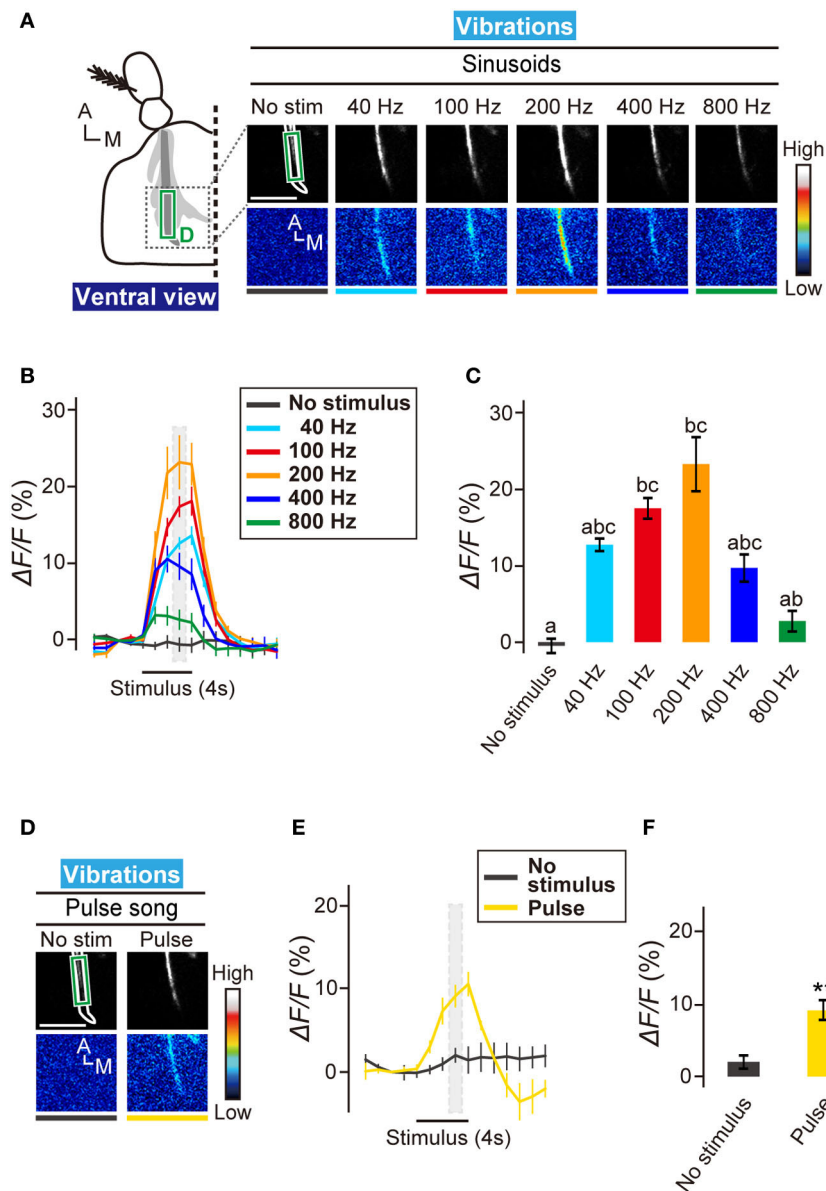 A
Vibrations
Sinusoids
No stim 40 Hz 100 Hz 200 Hz 400 Hz 800 Hz
A
M
D
A
M
High
Low
Ventral view
B
ΔF/F (%)
30
20
10
0
Stimulus (4s)
No stimulus
40 Hz
100 Hz
200 Hz
400 Hz
800 Hz
C
ΔF/F (%)
30
20
10
0
a
abc
bc
bc
abc
ab
No stimulus
40 Hz
100 Hz
200 Hz
400 Hz
800 Hz
D
Vibrations
Pulse song
No stim Pulse
A
M
High
Low
E
ΔF/F (%)
20
10
0
Stimulus (4s)
No
stimulus
Pulse
F
ΔF/F (%)
20
10
0
No stimulus
Pulse